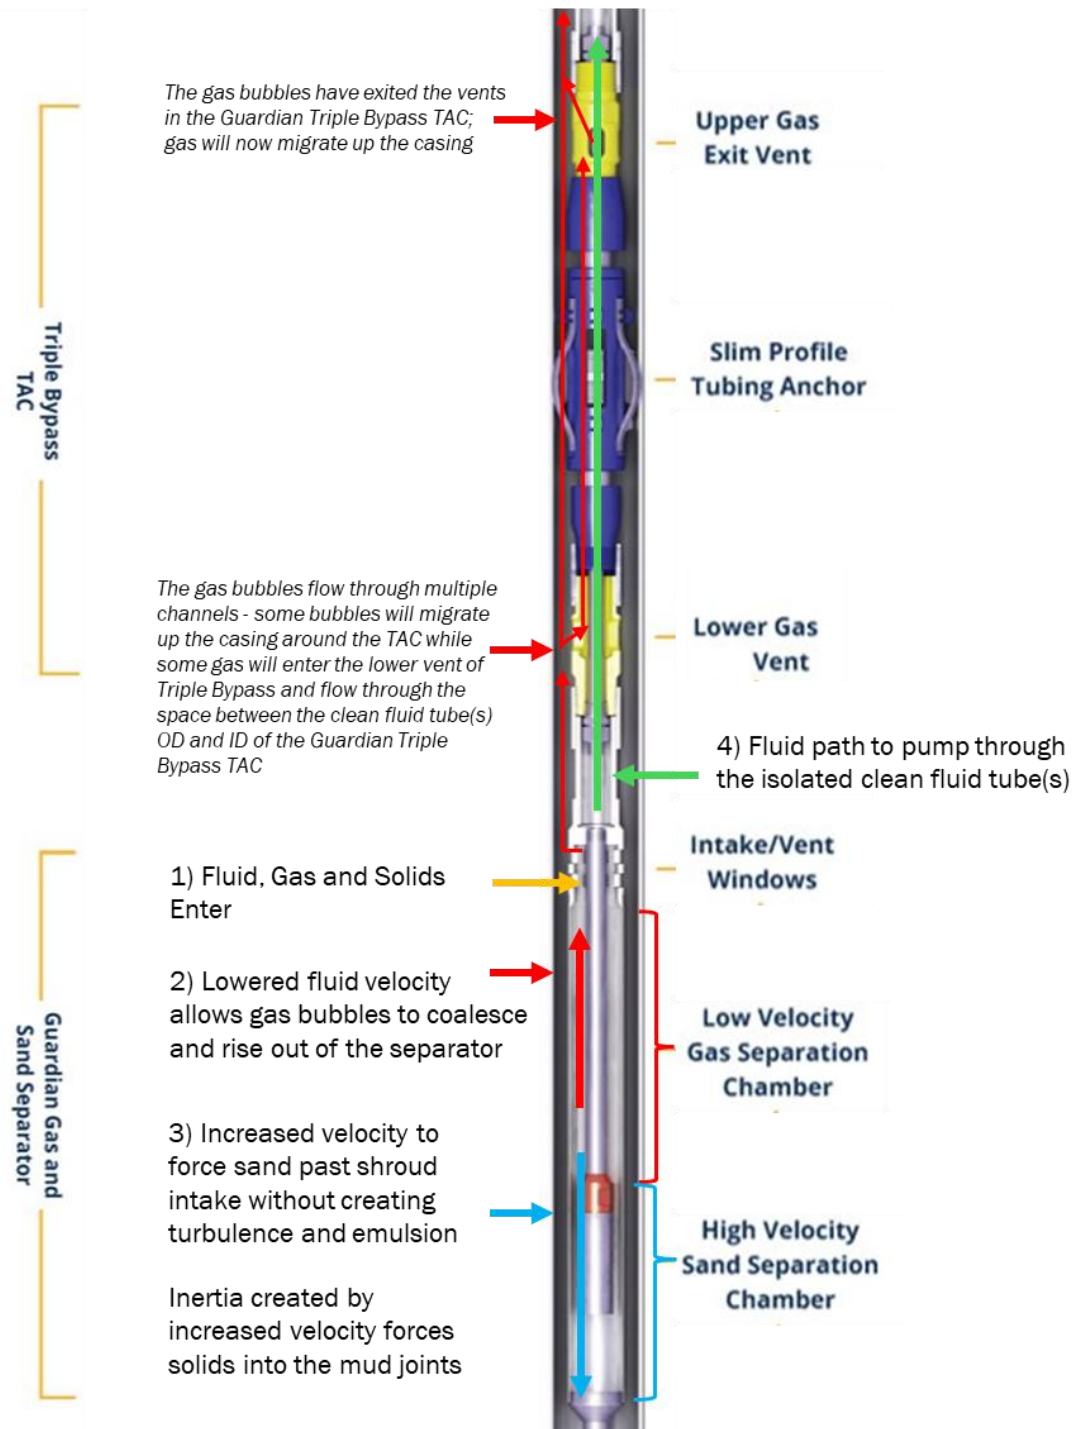 The gas bubbles have exited the vents
in the Guardian Triple Bypass TAC;
gas will now migrate up the casing
Upper Gas
Exit Vent
Triple Bypass
TAC
Slim Profile
Tubing Anchor
The gas bubbles flow through multiple
channels - some bubbles will migrate
up the casing around the TAC while
some gas will enter the lower vent of
Triple Bypass and flow through the
space between the clean fluid tube(s)
OD and ID of the Guardian Triple
Bypass TAC
Lower Gas
Vent
4) Fluid path to pump through
the isolated clean fluid tube(s)
Intake/Vent
Windows
1) Fluid, Gas and Solids
Enter
2) Lowered fluid velocity
allows gas bubbles to coalesce
and rise out of the separator
Low Velocity
Gas Separation
Chamber
Guardian Gas and
Sand Separator
3) Increased velocity to
force sand past shroud
intake without creating
turbulence and emulsion
High Velocity
Sand Separation
Chamber
Inertia created by
increased velocity forces
solids into the mud joints